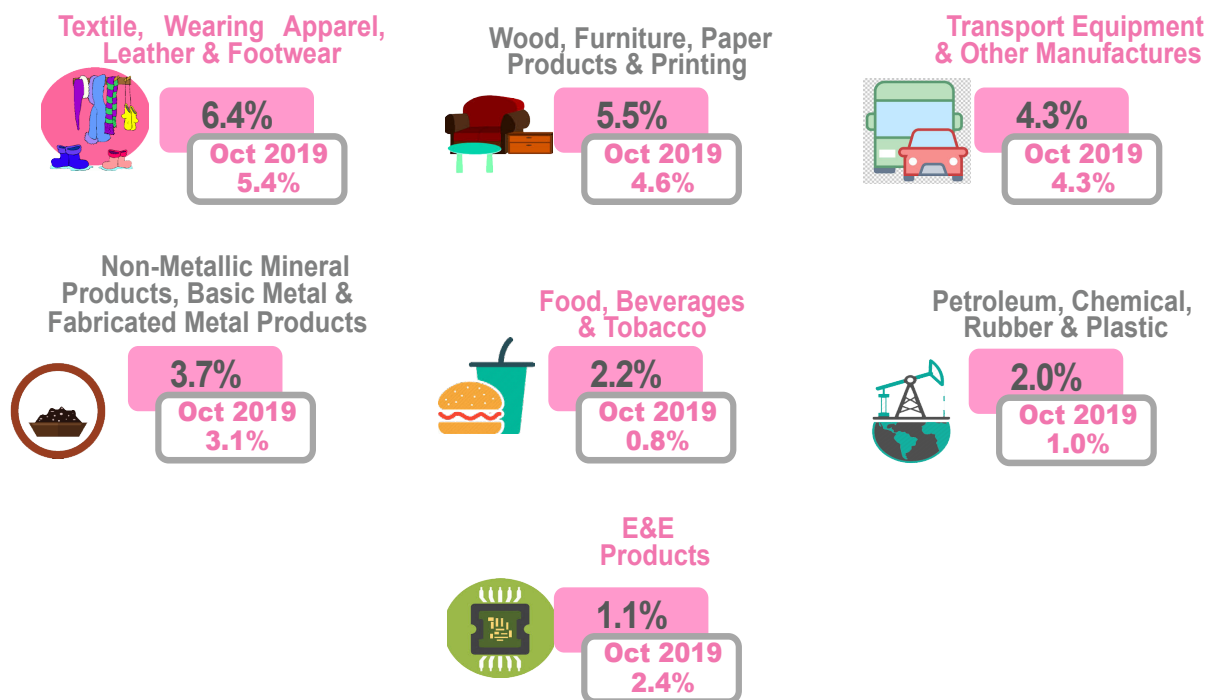 Textile, Wearing Apparel,
Leather & Footwear
6.4%
Oct 2019
5.4%
Wood, Furniture, Paper
Products & Printing
5.5%
Oct 2019
4.6%
Transport Equipment
& Other Manufactures
4.3%
Oct 2019
4.3%
Non-Metallic Mineral
Products, Basic Metal &
Fabricated Metal Products
3.7%
Oct 2019
3.1%
Food, Beverages
& Tobacco
2.2%
Oct 2019
0.8%
Petroleum, Chemical,
Rubber & Plastic
2.0%
Oct 2019
1.0%
E&E
Products
1.1%
Oct 2019
2.4%